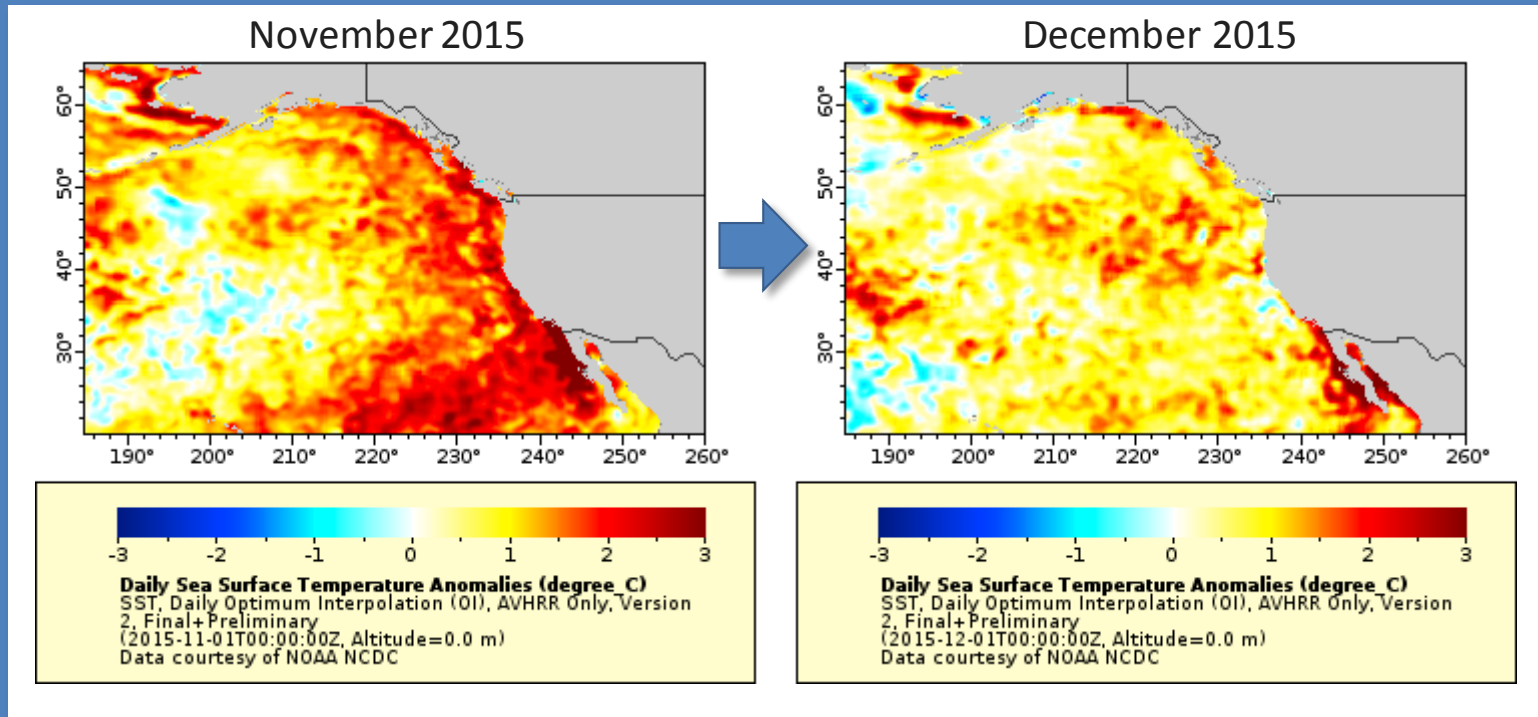 November 2015
60°
50°
40°
30°
190° 200° 210° 220° 230° 240° 250° 260°
-3 -2 -1 0 1 2 3
Daily Sea Surface Temperature Anomalies (degree_C)
SST, Daily Optimum Interpolation (OI), AVHRR Only, Version
2, Final+Preliminary
(2015-11-01T00:00:00Z, Altitude=0.0 m)
Data courtesy of NOAA NCDC
December 2015
60°
50°
40°
30°
190° 200° 210° 220° 230° 240° 250° 260°
-3 -2 -1 0 1 2 3
Daily Sea Surface Temperature Anomalies (degree_C)
SST, Daily Optimum Interpolation (OI), AVHRR Only, Version
2, Final+Preliminary
(2015-12-01T00:00:00Z, Altitude=0.0 m)
Data courtesy of NOAA NCDC